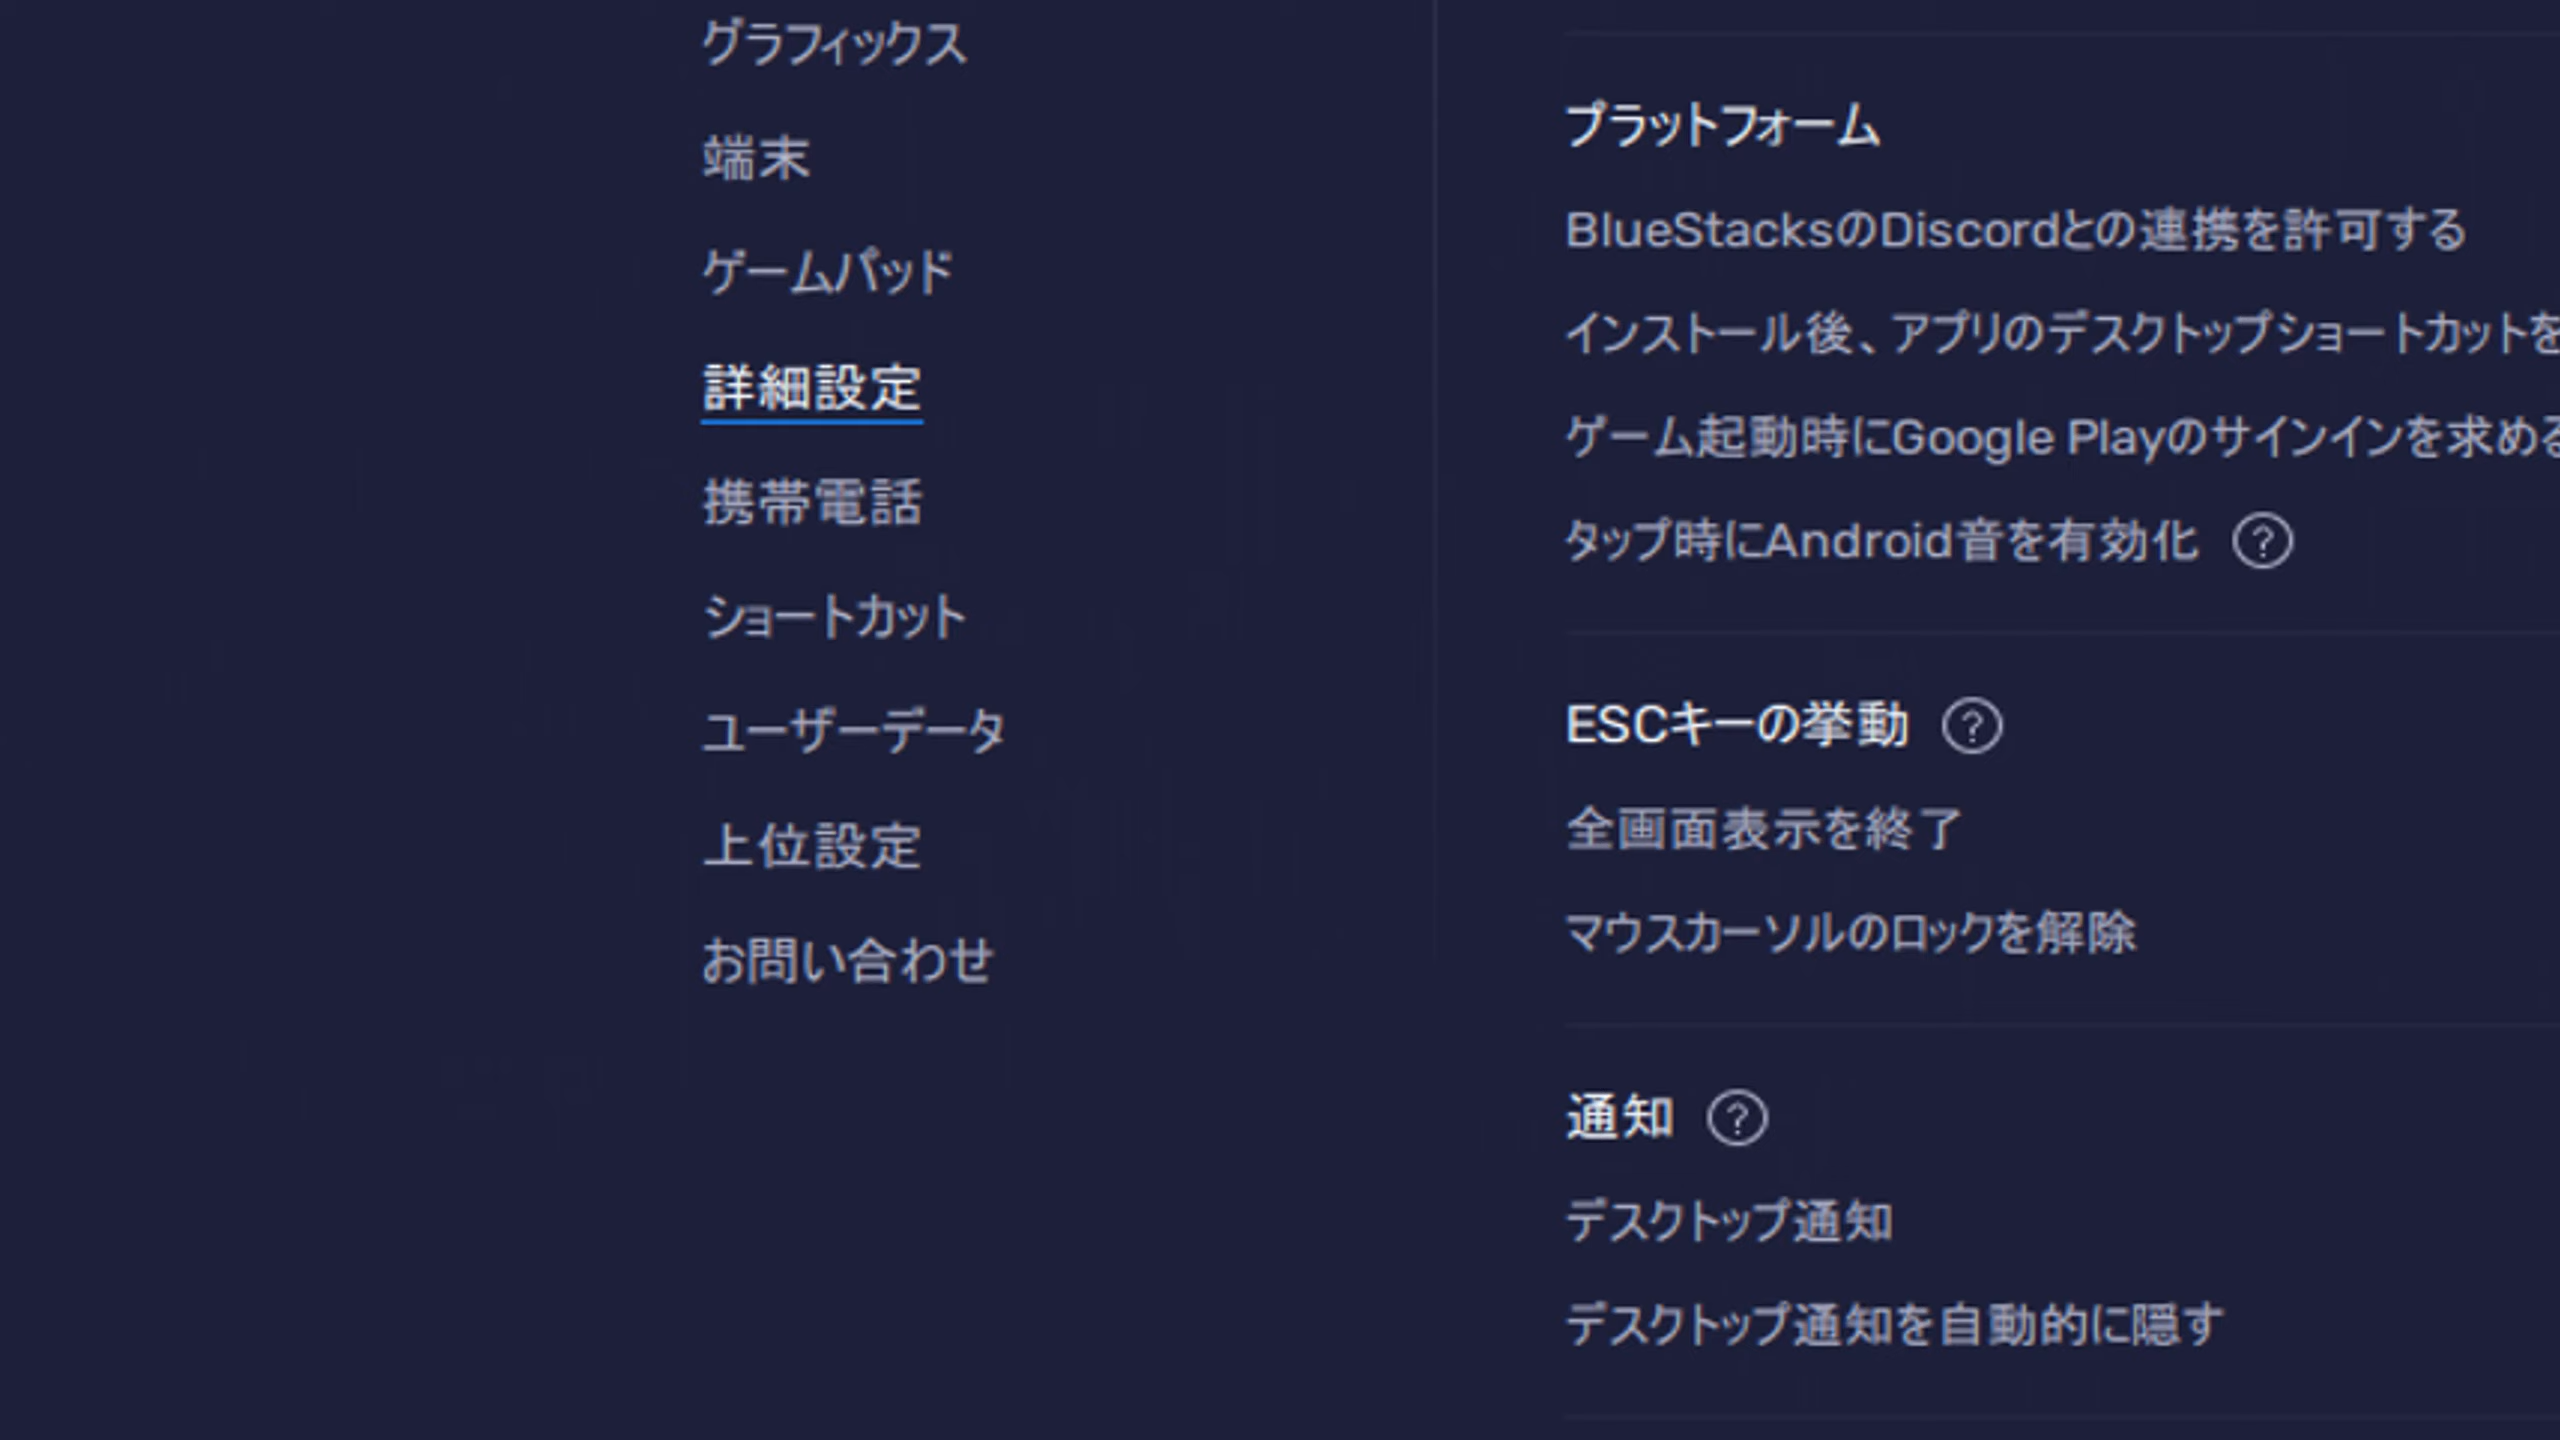 グラフィックス
端末
ゲームパッド
詳細設定
携帯電話
ショートカット
ユーザーデータ
上位設定
お問い合わせ
プラットフォーム
BlueStacksのDiscordとの連携を許可する
インストール後、アプリのデスクトップショートカットを
ゲーム起動時にGoogle Playのサインインを求める
タップ時にAndroid音を有効化 ?
ESCキーの挙動 ?
全画面表示を終了
マウスカーソルのロックを解除
通知 ?
デスクトップ通知
デスクトップ通知を自動的に隠す